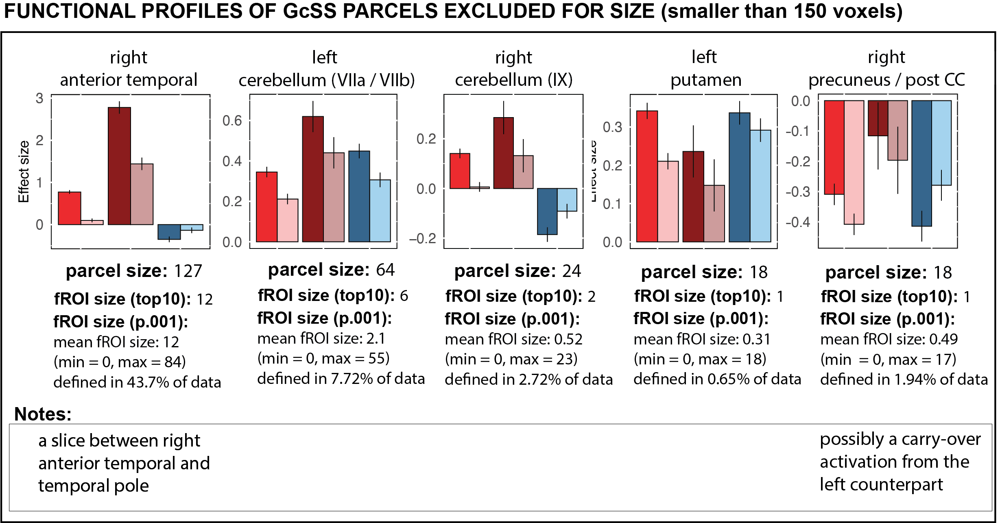 FUNCTIONAL PROFILES OF GcSS PARCELS EXCLUDED FOR SIZE (smaller than 150 voxels)
right
anterior temporal
left
cerebellum (VIIa / VIIb)
right
cerebellum (IX)
left
putamen
right
precuneus / post CC
Effect size
3
2
1
0
0.6
0.4
0.2
0.0
0.2
0.0
−0.2
Effect size
0.3
0.2
0.1
0.0
0.0
−0.1
−0.2
−0.3
−0.4
parcel size: 127
fROI size (top10): 12
fROI size (p.001):
mean fROI size: 12
(min = 0, max = 84)
defined in 43.7% of data
parcel size: 64
fROI size (top10): 6
fROI size (p.001):
mean fROI size: 2.1
(min = 0, max = 55)
defined in 7.72% of data
parcel size: 24
fROI size (top10): 2
fROI size (p.001):
mean fROI size: 0.52
(min = 0, max = 23)
defined in 2.72% of data
parcel size: 18
fROI size (top10): 1
fROI size (p.001):
mean fROI size: 0.31
(min = 0, max = 18)
defined in 0.65% of data
parcel size: 18
fROI size (top10): 1
fROI size (p.001):
mean fROI size: 0.49
(min  = 0, max = 17)
defined in 1.94% of data
Notes:
a slice between right
anterior temporal and
temporal pole
possibly a carry-over
activation from the
left counterpart